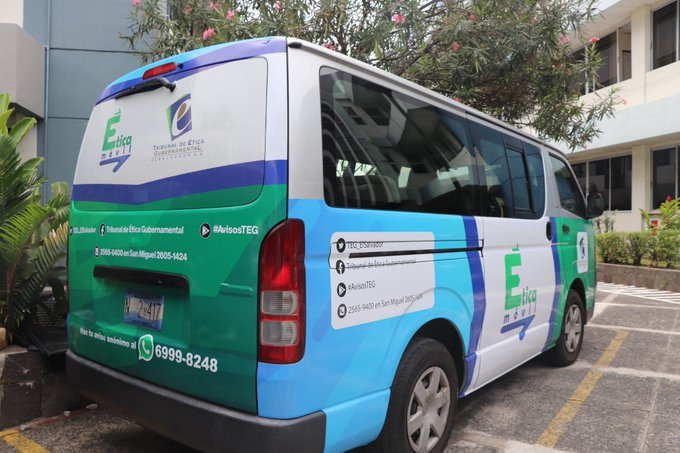 Ética
móvil
TRIBUNAL DE ÉTICA
GUBERNAMENTAL
TEG_ElSalvador
Tribunal de Ética Gubernamental
#AvisosTEG
2565-9400 en San Miguel 2605-1424
Haz tu aviso anónimo al 6999-8248
TEG_ElSalvador
Tribunal de Ética Gubernamental
#AvisosTEG
2565-9400 en San Miguel 2605-1424
Ética
móvil